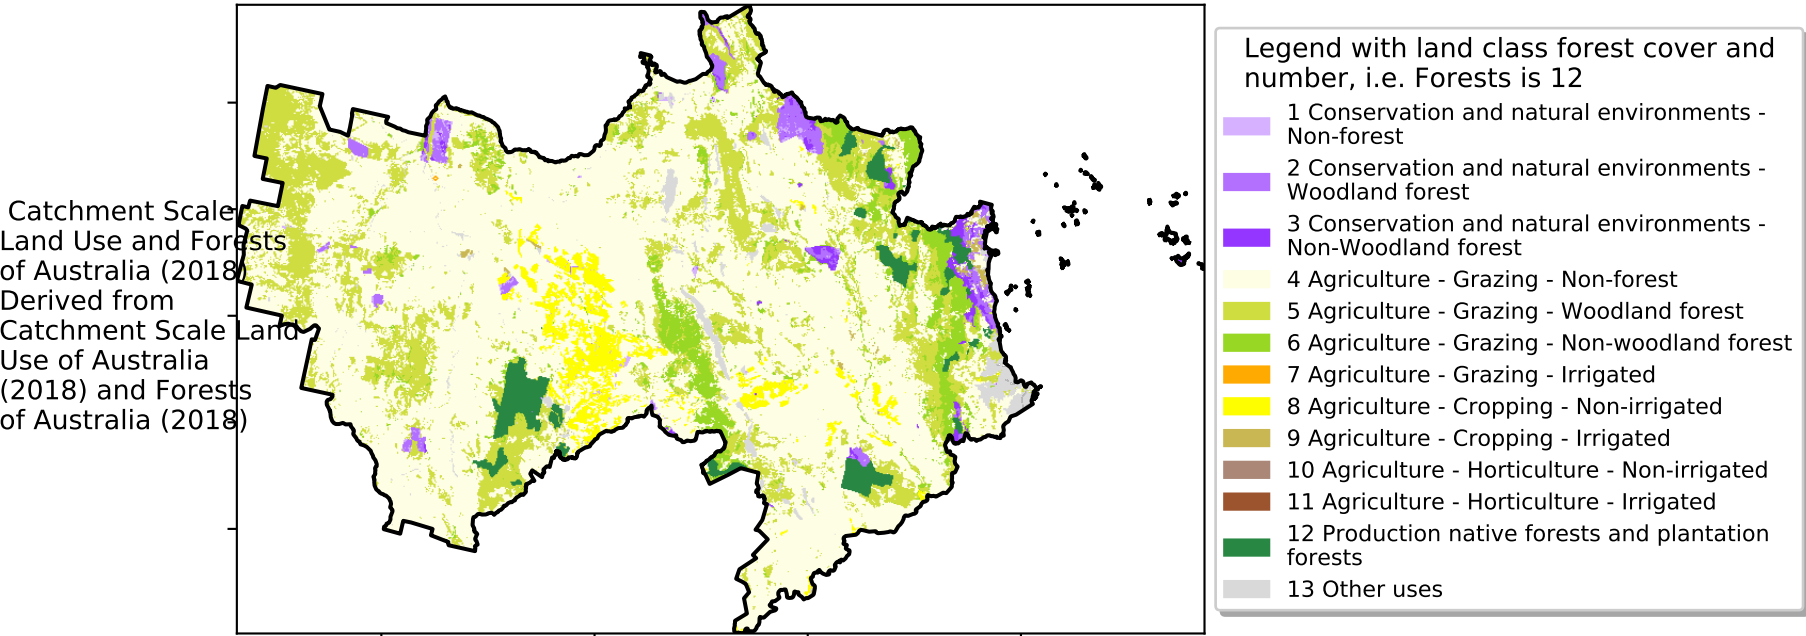 Catchment Scale
Land Use and Forests
of Australia (2018)
Derived from
Catchment Scale Land
Use of Australia
(2018) and Forests
of Australia (2018)
Legend with land class forest cover and
number, i.e. Forests is 12
1 Conservation and natural environments -
Non-forest
2 Conservation and natural environments -
Woodland forest
3 Conservation and natural environments -
Non-Woodland forest
4 Agriculture - Grazing - Non-forest
5 Agriculture - Grazing - Woodland forest
6 Agriculture - Grazing - Non-woodland forest
7 Agriculture - Grazing - Irrigated
8 Agriculture - Cropping - Non-irrigated
9 Agriculture - Cropping - Irrigated
10 Agriculture - Horticulture - Non-irrigated
11 Agriculture - Horticulture - Irrigated
12 Production native forests and plantation
forests
13 Other uses